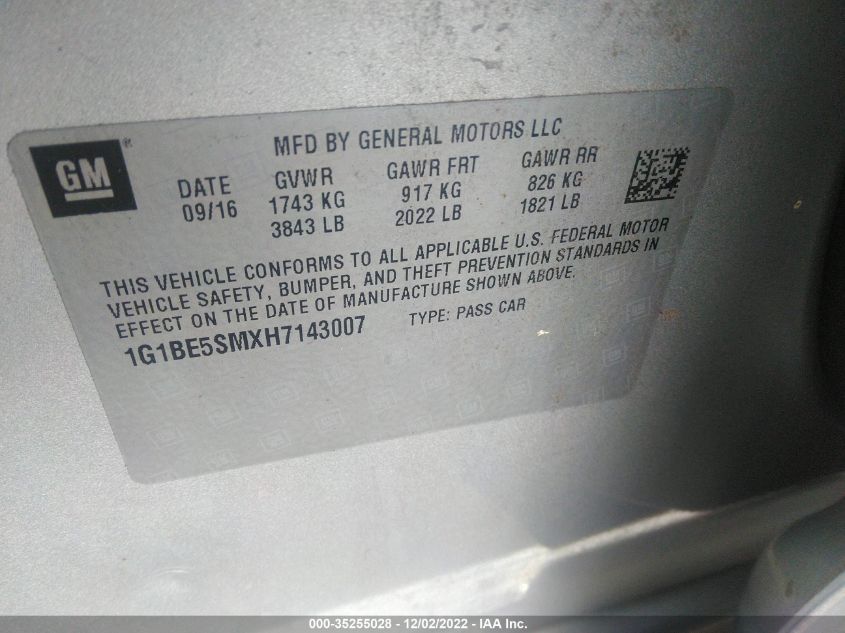 MFD BY GENERAL MOTORS LLC
GM®
DATE GVWR GAWR FRT GAWR RR
09/16 1743 KG 917 KG 826 KG
3843 LB 2022 LB 1821 LB
THIS VEHICLE CONFORMS TO ALL APPLICABLE U.S. FEDERAL MOTOR
VEHICLE SAFETY, BUMPER, AND THEFT PREVENTION STANDARDS IN
EFFECT ON THE DATE OF MANUFACTURE SHOWN ABOVE.
1G1BE5SMXH7143007 TYPE: PASS CAR
000-35255028 - 12/02/2022 - IAA Inc.